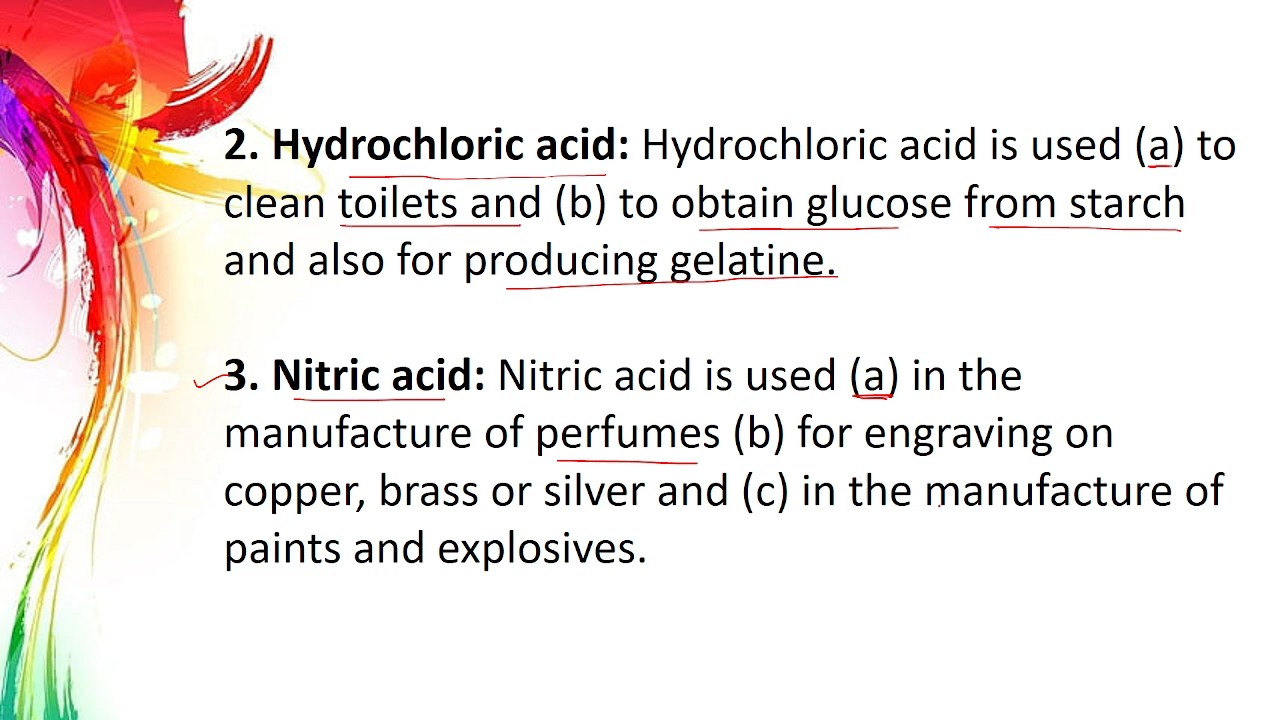 2. Hydrochloric acid: Hydrochloric acid is used (a) to
clean toilets and (b) to obtain glucose from starch
and also for producing gelatine.
3. Nitric acid: Nitric acid is used (a) in the
manufacture of perfumes (b) for engraving on
copper, brass or silver and (c) in the manufacture of
paints and explosives.